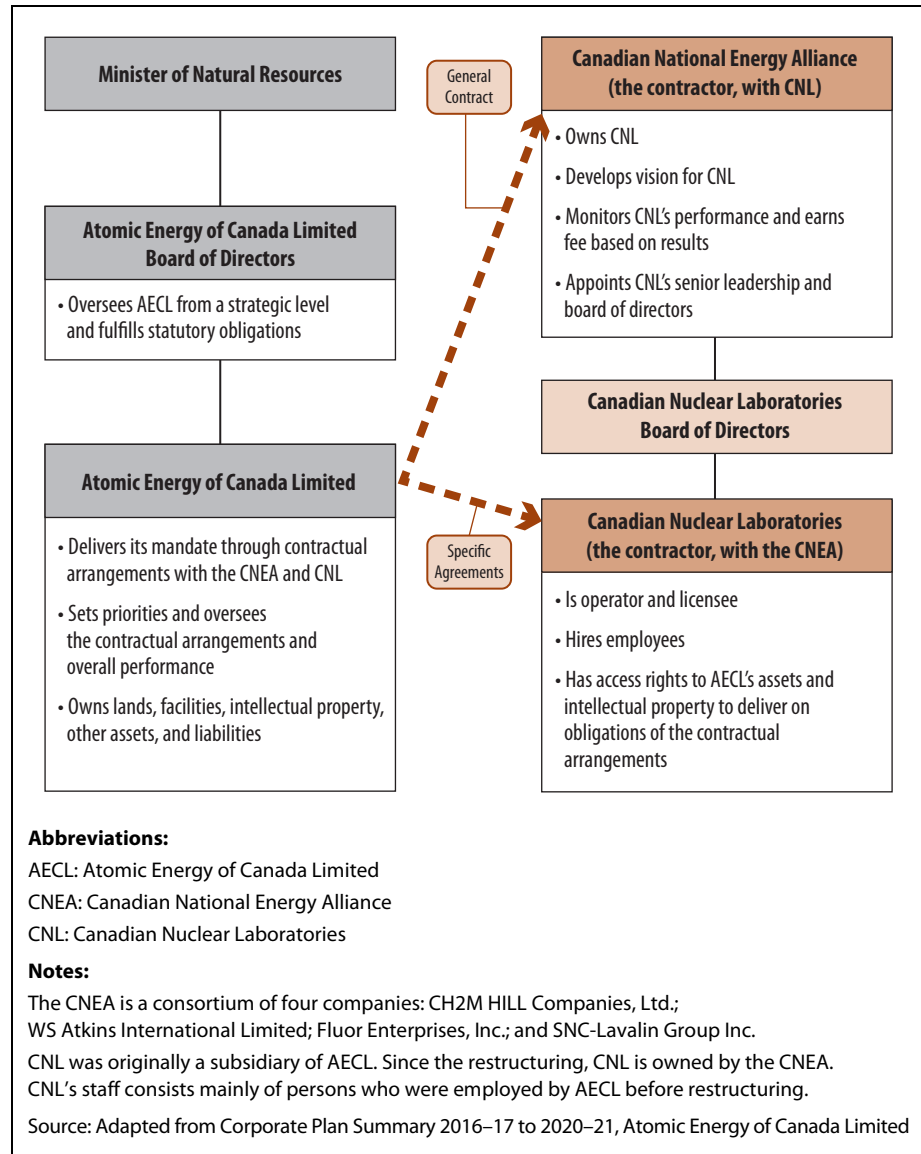 Minister of Natural Resources
Atomic Energy of Canada Limited
Board of Directors
• Oversees AECL from a strategic level
and fulfills statutory obligations
Atomic Energy of Canada Limited
• Delivers its mandate through contractual
arrangements with the CNEA and CNL
• Sets priorities and oversees
the contractual arrangements and
overall performance
• Owns lands, facilities, intellectual property,
other assets, and liabilities
General
Contract
Specific
Agreements
Canadian National Energy Alliance
(the contractor, with CNL)
• Owns CNL
• Develops vision for CNL
• Monitors CNL's performance and earns
fee based on results
• Appoints CNL's senior leadership and
board of directors
Canadian Nuclear Laboratories
Board of Directors
Canadian Nuclear Laboratories
(the contractor, with the CNEA)
• Is operator and licensee
• Hires employees
• Has access rights to AECL's assets and
intellectual property to deliver on
obligations of the contractual
arrangements
Abbreviations:
AECL: Atomic Energy of Canada Limited
CNEA: Canadian National Energy Alliance
CNL: Canadian Nuclear Laboratories
Notes:
The CNEA is a consortium of four companies: CH2M HILL Companies, Ltd.;
WS Atkins International Limited; Fluor Enterprises, Inc.; and SNC-Lavalin Group Inc.
CNL was originally a subsidiary of AECL. Since the restructuring, CNL is owned by the CNEA.
CNL's staff consists mainly of persons who were employed by AECL before restructuring.
Source: Adapted from Corporate Plan Summary 2016–17 to 2020–21, Atomic Energy of Canada Limited